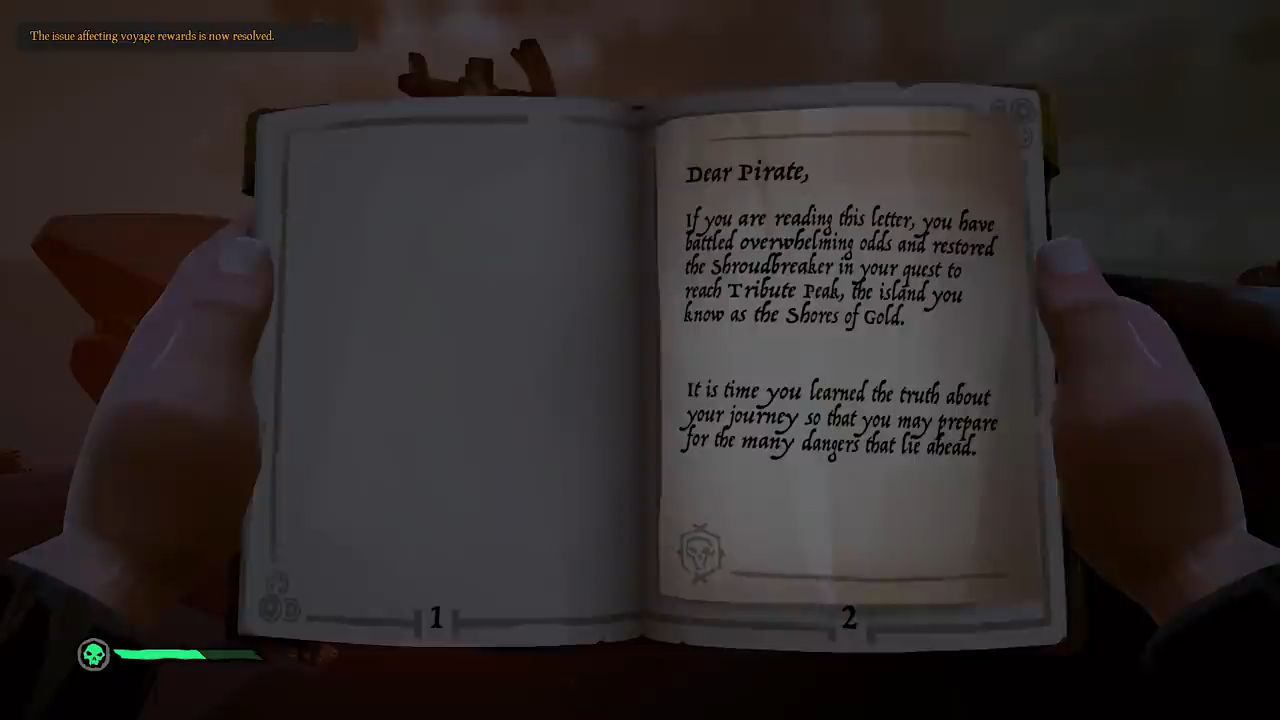 The issue affecting voyage rewards is now resolved.
Dear Pirate,
If you are reading this letter, you have
battled overwhelming odds and restored
the Shroudbreaker in your quest to
reach Tribute Peak, the island you
know as the Shores of Gold.
It is time you learned the truth about
your journey so that you may prepare
for the many dangers that lie ahead.
1
2